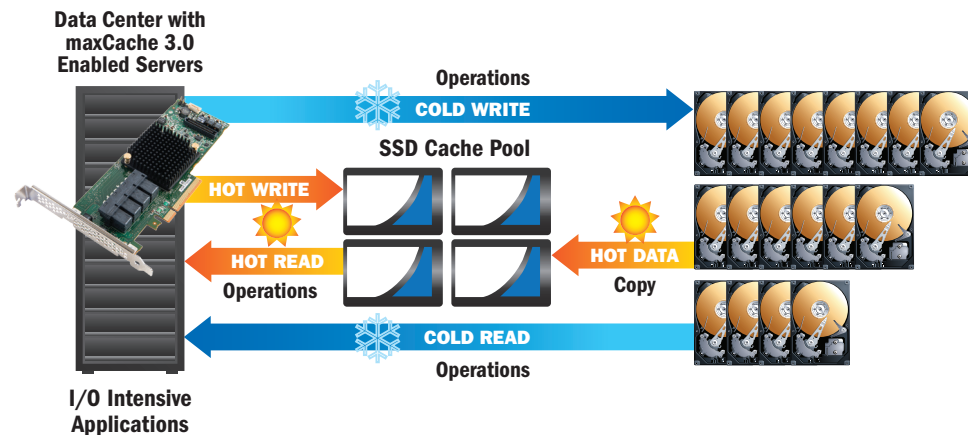 Data Center with
maxCache 3.0
Enabled Servers
Operations
COLD WRITE
SSD Cache Pool
HOT WRITE
HOT READ
Operations
HOT DATA
Copy
COLD READ
Operations
I/O Intensive
Applications